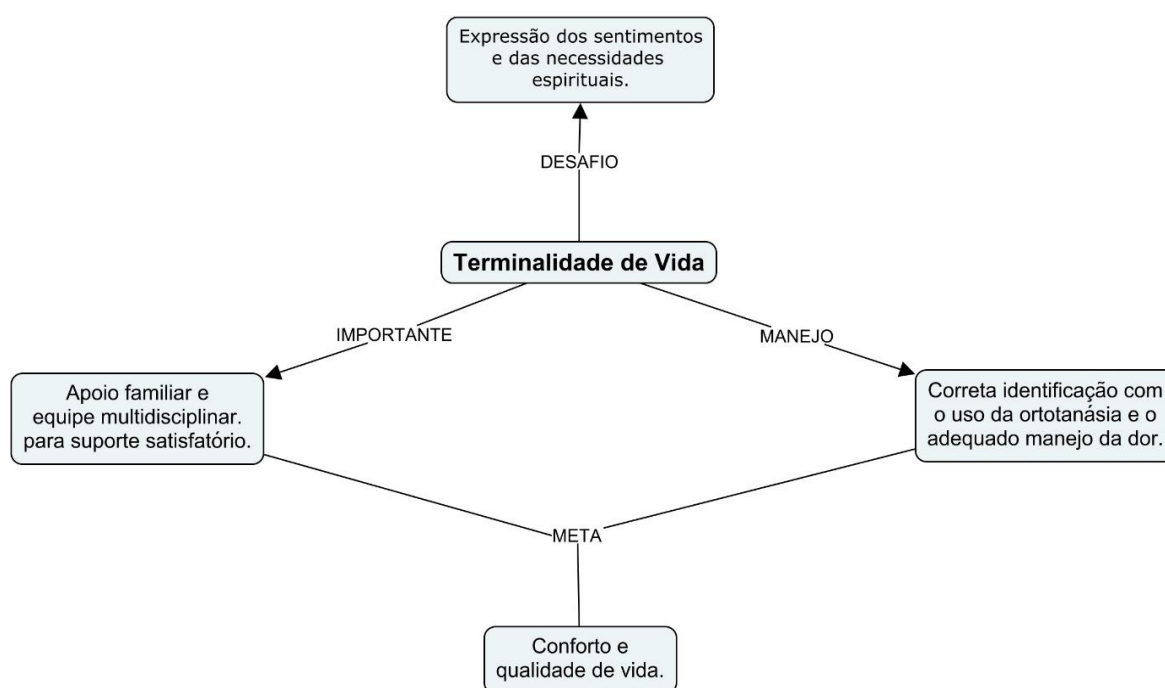 Expressão dos sentimentos
e das necessidades
espirituais.
DESAFIO
Terminalidade de Vida
IMPORTANTE
MANEJO
Apoio familiar e
equipe multidisciplinar.
para suporte satisfatório.
Correta identificação com
o uso da ortotanásia e o
adequado manejo da dor.
META
Conforto e
qualidade de vida.